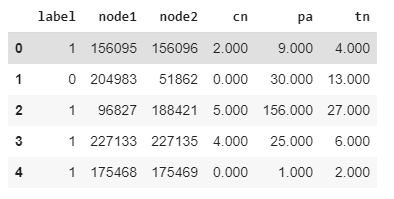 label node1 node2 cn pa tn
0 1 156095 156096 2.000 9.000 4.000
1 0 204983 51862 0.000 30.000 13.000
2 1 96827 188421 5.000 156.000 27.000
3 1 227133 227135 4.000 25.000 6.000
4 1 175468 175469 0.000 1.000 2.000